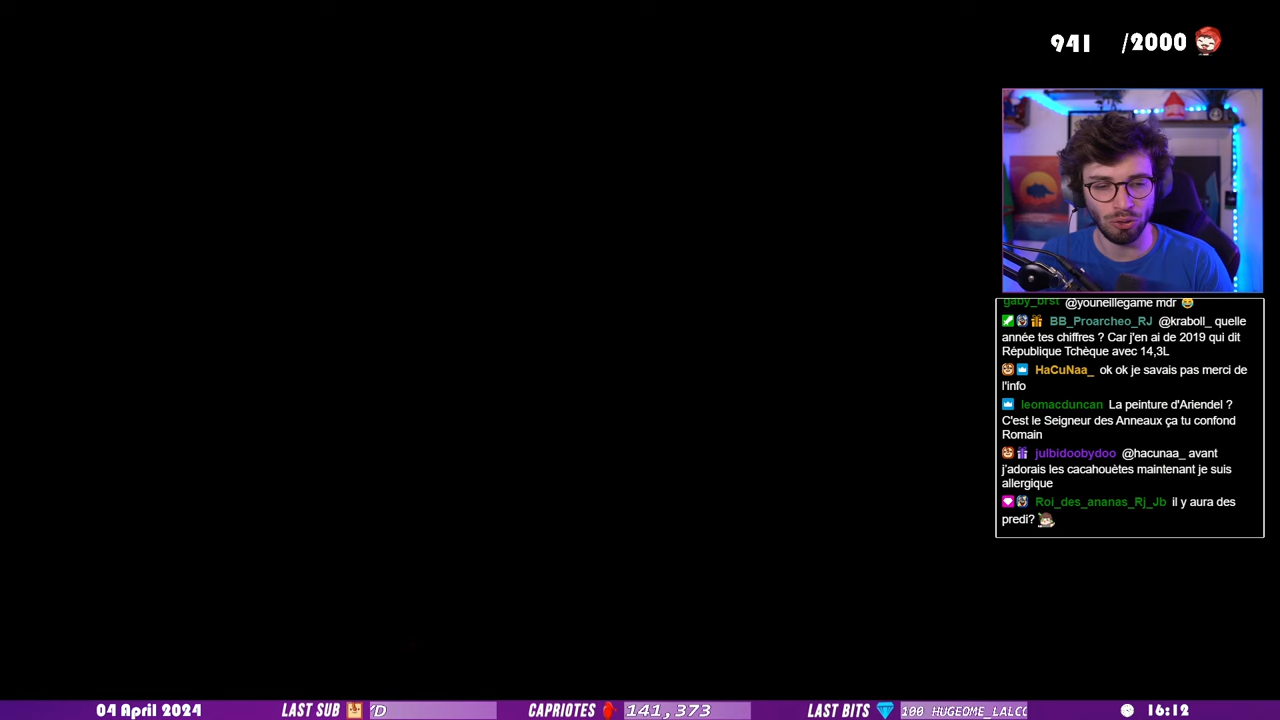 941 /2000
gaby_brst @youneillegame mdr
BB_Proarcheo_RJ @kraboll_ quelle
année tes chiffres ? Car j'en ai de 2019 qui dit
République Tchèque avec 14,3L
HaCuNaa_ ok ok je savais pas merci de
l'info
leomacduncan La peinture d'Ariendel ?
C'est le Seigneur des Anneaux ça tu confond
Romain
julbidoobydoo @hacunaa_ avant
j'adorais les cacahouètes maintenant je suis
allergique
Roi_des_ananas_Rj_Jb il y aura des
predi?
04 April 2024 LAST SUB CAPRIOTES 141,373 LAST BITS 100 HUGEOME_LALCO 16:12